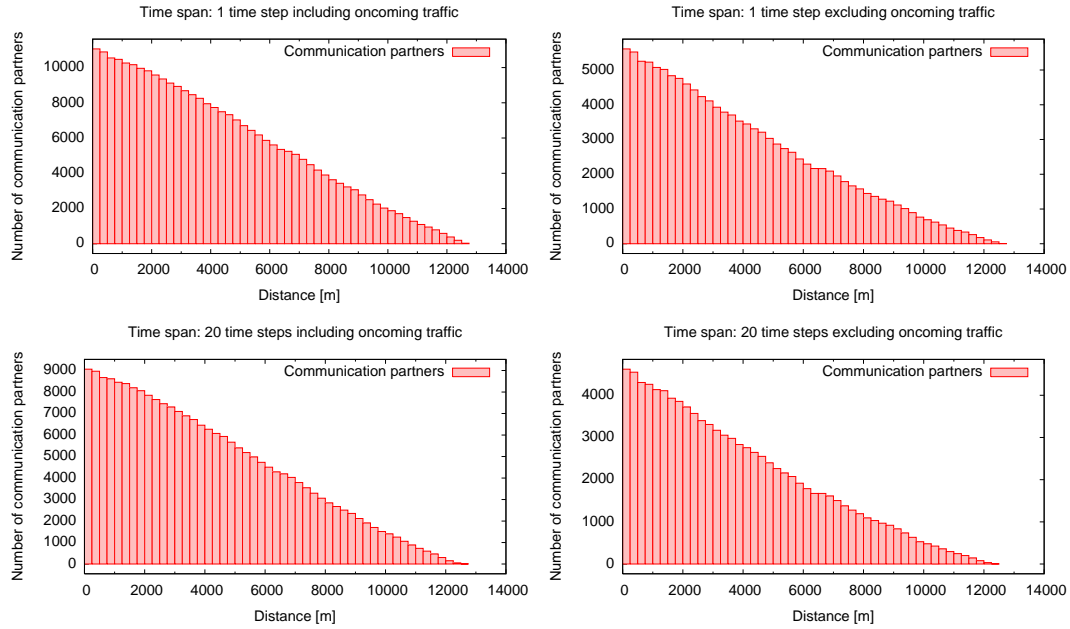 Time span: 1 time step including oncoming traffic
Number of communication partners
10000
8000
6000
4000
2000
0
Communication partners
0 2000 4000 6000 8000 10000 12000 14000
Distance [m]
Time span: 1 time step excluding oncoming traffic
Number of communication partners
5000
4000
3000
2000
1000
0
Communication partners
0 2000 4000 6000 8000 10000 12000 14000
Distance [m]
Time span: 20 time steps including oncoming traffic
Number of communication partners
9000
8000
7000
6000
5000
4000
3000
2000
1000
0
Communication partners
0 2000 4000 6000 8000 10000 12000 14000
Distance [m]
Time span: 20 time steps excluding oncoming traffic
Number of communication partners
4000
3000
2000
1000
0
Communication partners
0 2000 4000 6000 8000 10000 12000 14000
Distance [m]